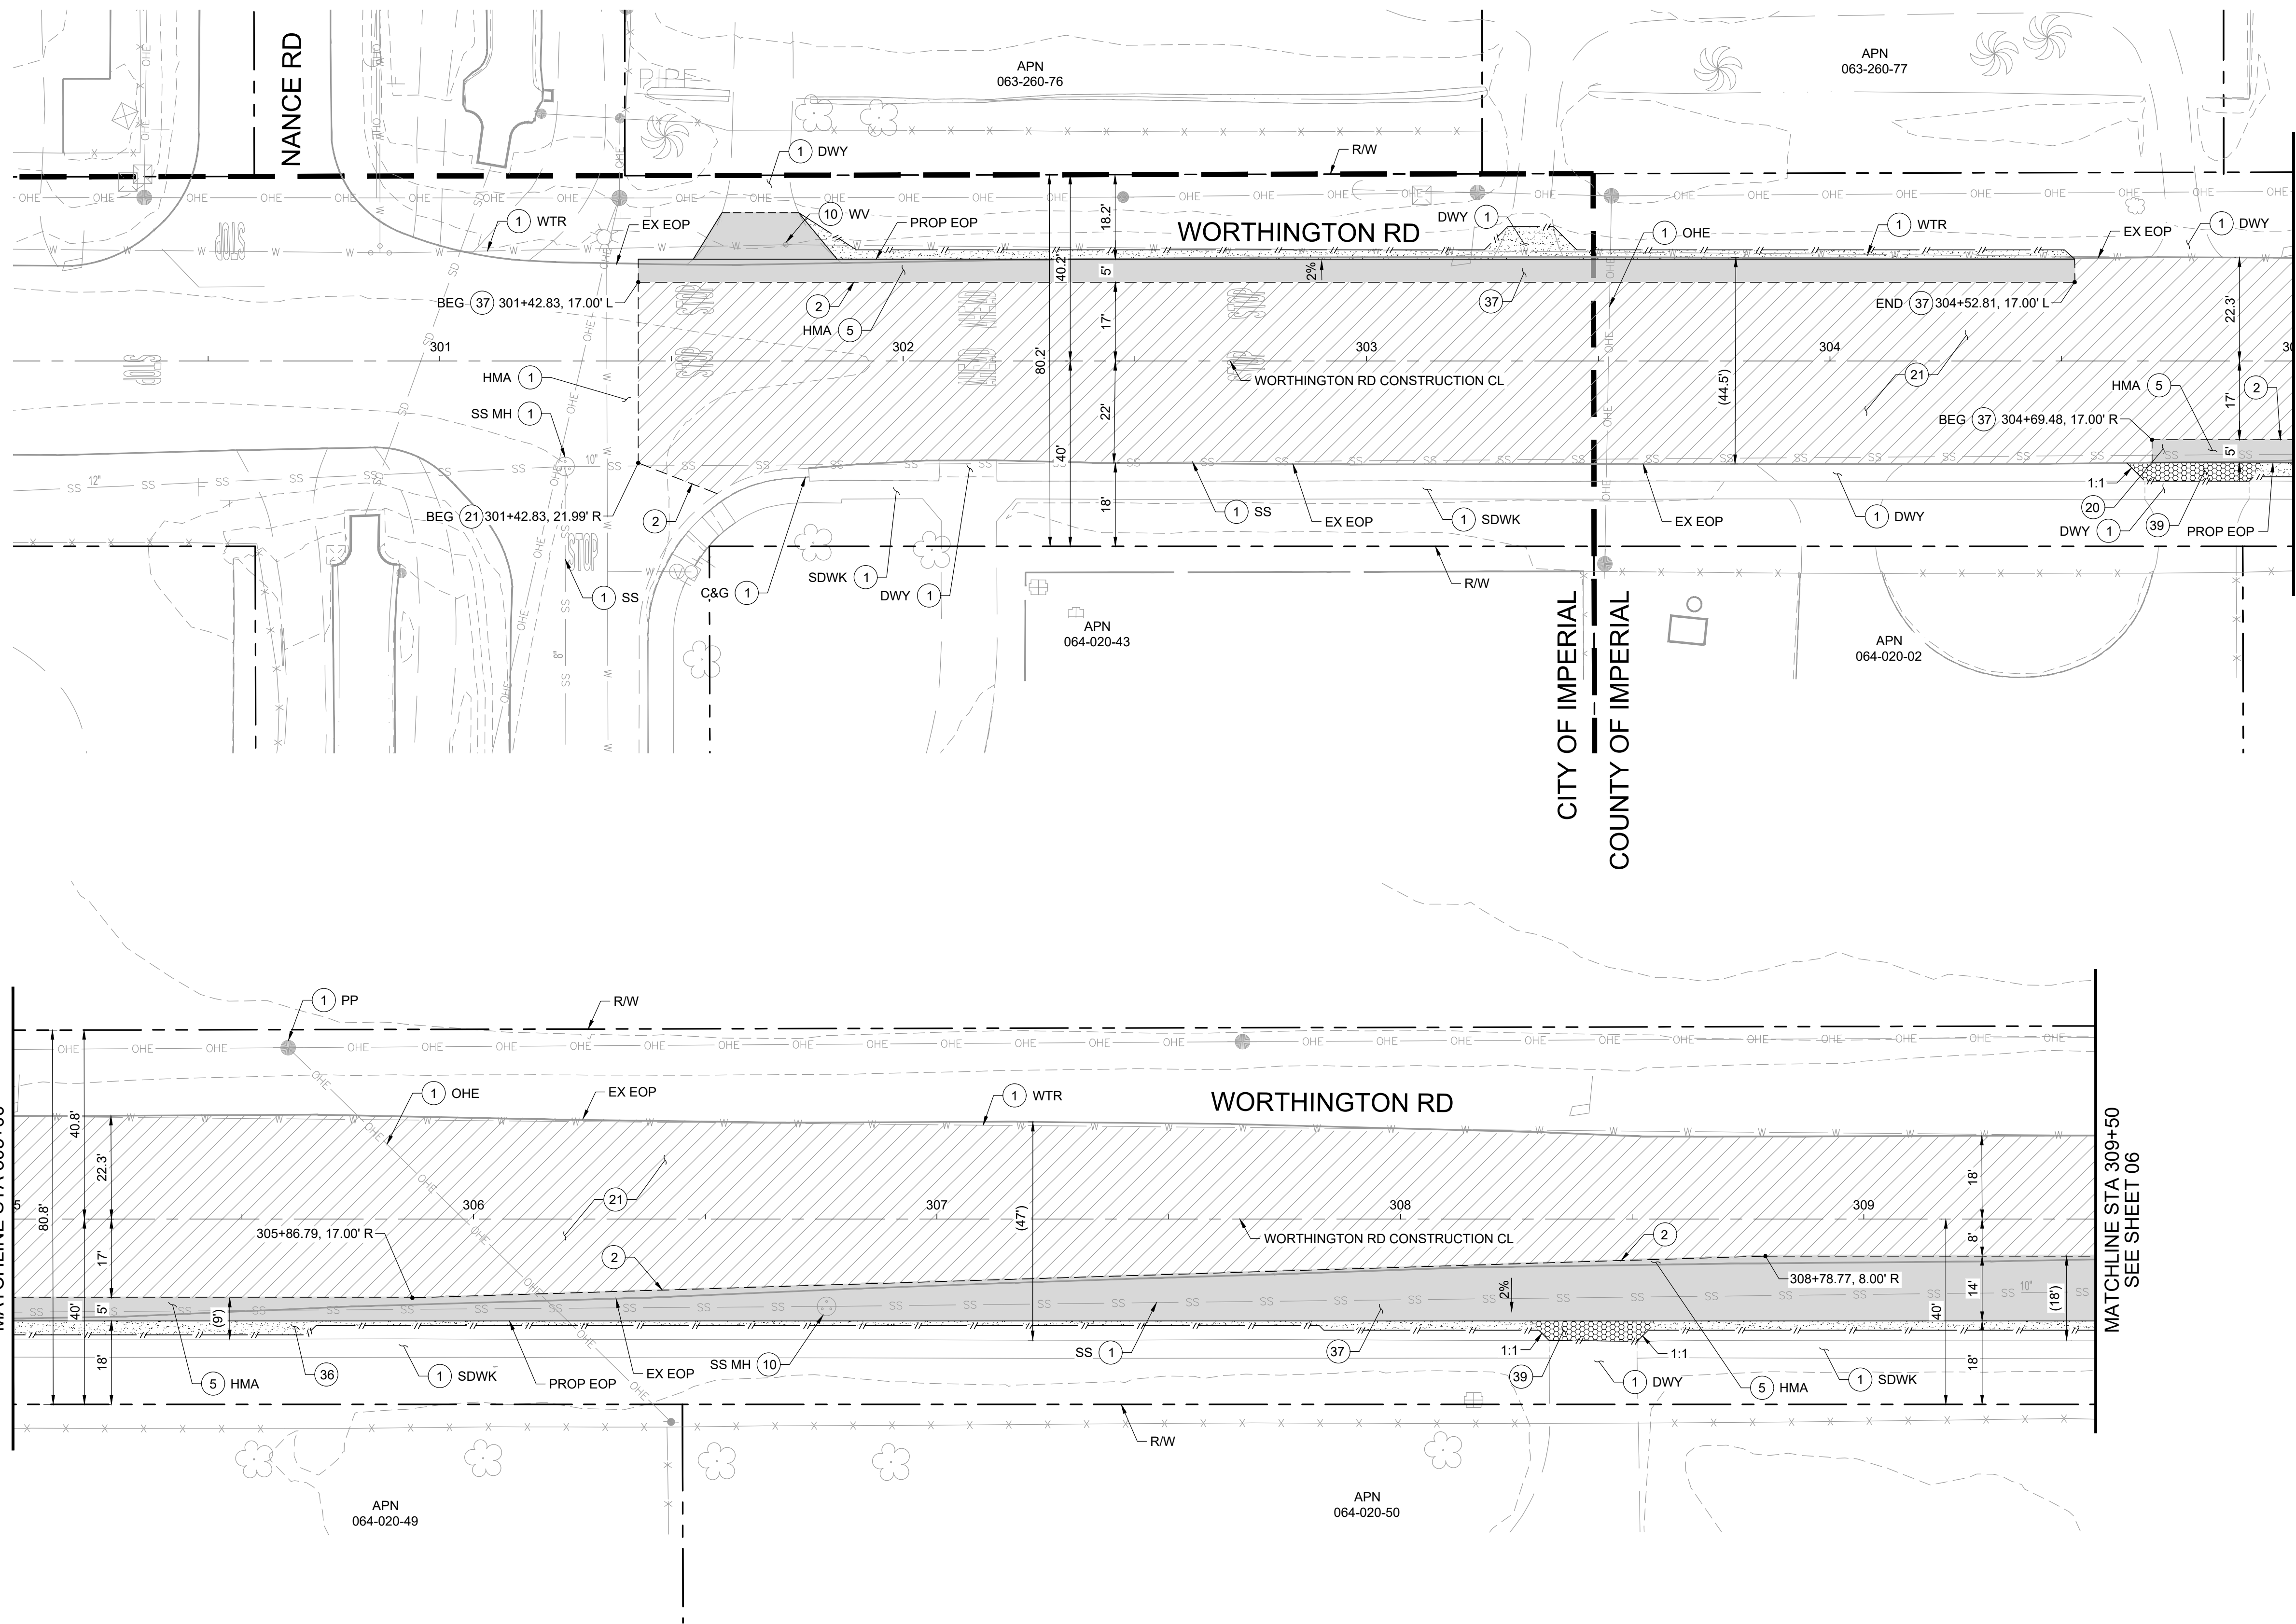 NANCE RD
PIPE
APN
063-260-76
APN
063-260-77
1 DWY
R/W
OHE
1 WTR
EX EOP
10 WV
PROP EOP
18.2'
WORTHINGTON RD
DWY 1
1 OHE
1 WTR
EX EOP
1 DWY
STOP
40.2'
5'
2%
BEG 37 301+42.83, 17.00' L
2
HMA 5
37
END 37 304+52.81, 17.00' L
22.3'
17'
301
302
303
304
80.2'
HMA 1
WORTHINGTON RD CONSTRUCTION CL
21
(44.5')
HMA 5
2
17'
SS MH 1
22'
40'
BEG 37 304+69.48, 17.00' R
5'
12"
10"
SS
SD
W
BEG 21 301+42.83, 21.99' R
2
18'
1 SS
EX EOP
1 SDWK
EX EOP
1 DWY
1:1
20
DWY 1
39
PROP EOP
STOP
1 SS
C&G 1
SDWK 1
DWY 1
R/W
8"
APN
064-020-43
APN
064-020-02
CITY OF IMPERIAL
COUNTY OF IMPERIAL
1 PP
R/W
OHE
1 OHE
EX EOP
1 WTR
WORTHINGTON RD
40.8'
22.3'
80.8'
21
306
307
308
309
305+86.79, 17.00' R
17'
2
(47')
WORTHINGTON RD CONSTRUCTION CL
2
18'
8'
308+78.77, 8.00' R
2%
14'
10"
(18')
40'
40'
5'
(9')
18'
5 HMA
36
1 SDWK
PROP EOP
EX EOP
SS MH 10
SS 1
37
1:1
39
1:1
1 DWY
5 HMA
1 SDWK
18'
R/W
APN
064-020-49
APN
064-020-50
MATCHLINE STA 309+50
SEE SHEET 06